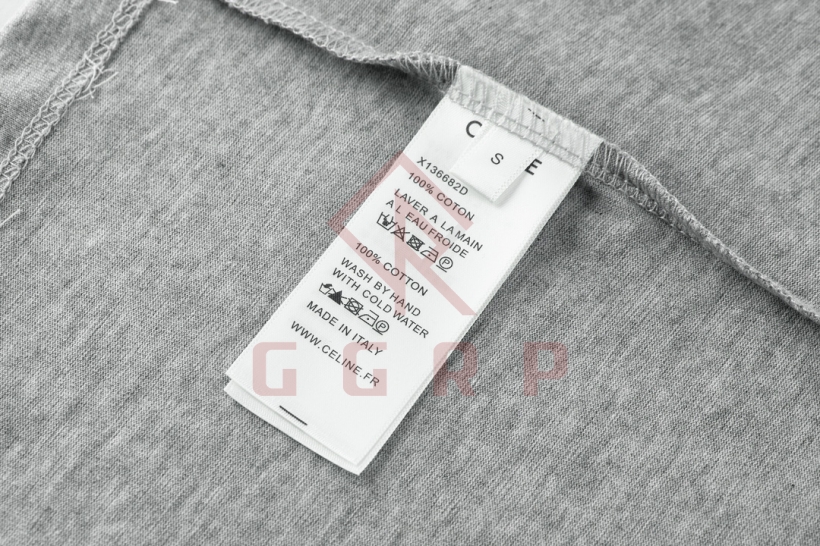 C E
S
X136682D
100% COTON
LAVER A LA MAIN
A L EAU FROIDE
100% COTTON
WASH BY HAND
WITH COLD WATER
MADE IN ITALY
WWW.CELINE.FR
GGRP